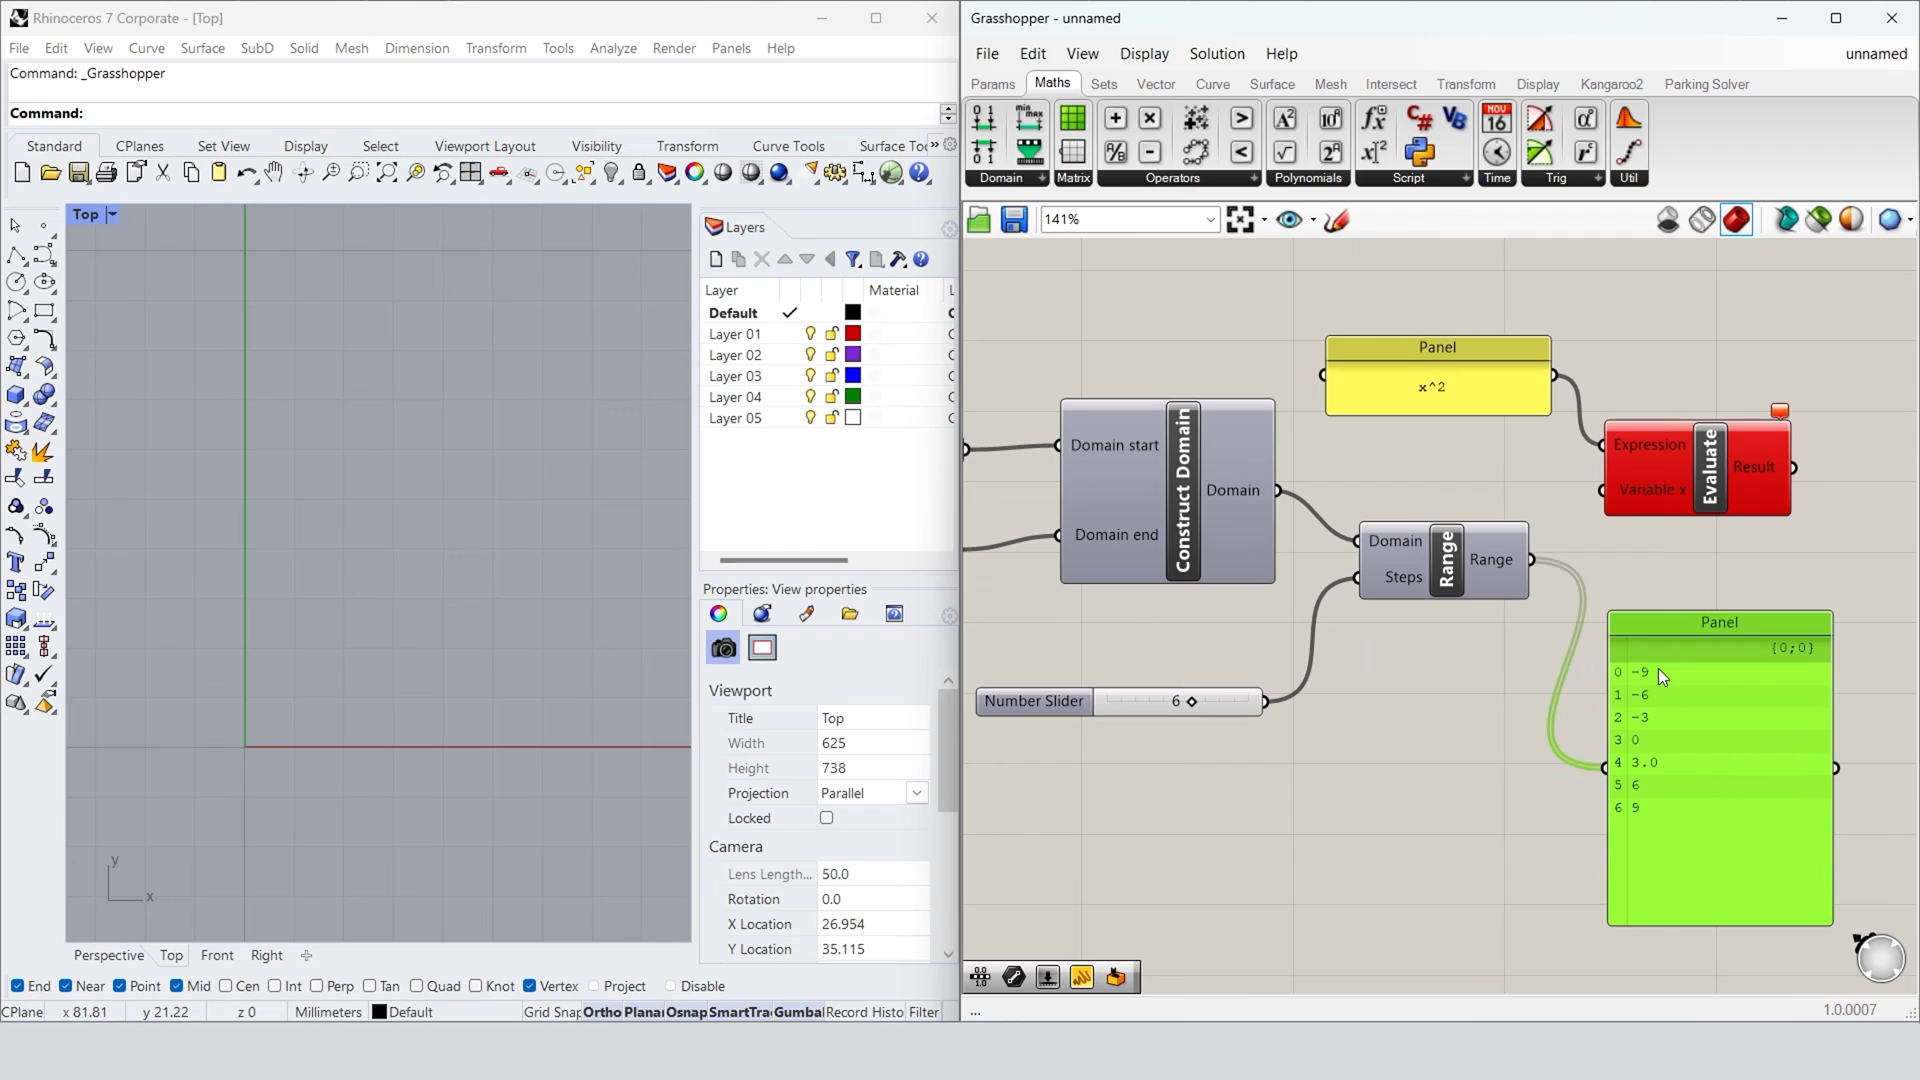 Rhinoceros 7 Corporate - [Top]
File Edit View Curve Surface SubD Solid Mesh Dimension Transform Tools Analyze Render Panels Help
Command: _Grasshopper
Command:
Standard CPlanes Set View Display Select Viewport Layout Visibility Transform Curve Tools Surface Too »
Top
Layers
Layer Material L
Default
Layer 01
Layer 02
Layer 03
Layer 04
Layer 05
Properties: View properties
Viewport
Title Top
Width 625
Height 738
Projection Parallel
Locked
Camera
Lens Length... 50.0
Rotation 0.0
X Location 26.954
Y Location 35.115
y
x
Perspective Top Front Right
End Near Point Mid Cen Int Perp Tan Quad Knot Vertex Project Disable
CPlane x 81.81 y 21.22 z 0 Millimeters Default Grid Snap Ortho Planar Osnap SmartTra Gumbal Record Histo Filter
Grasshopper - unnamed
File Edit View Display Solution Help unnamed
Params Maths Sets Vector Curve Surface Mesh Intersect Transform Display Kangaroo2 Parking Solver
Domain Matrix Operators Polynomials Script Time Trig Util
141%
Panel
x^2
Domain start
Domain end
Construct Domain
Domain
Expression
Variable x
Evaluate
Result
Domain
Steps
Range
Range
Number Slider 6
Panel
{0;0}
0 -9
1 -6
2 -3
3 0
4 3.0
5 6
6 9
...
1.0.0007